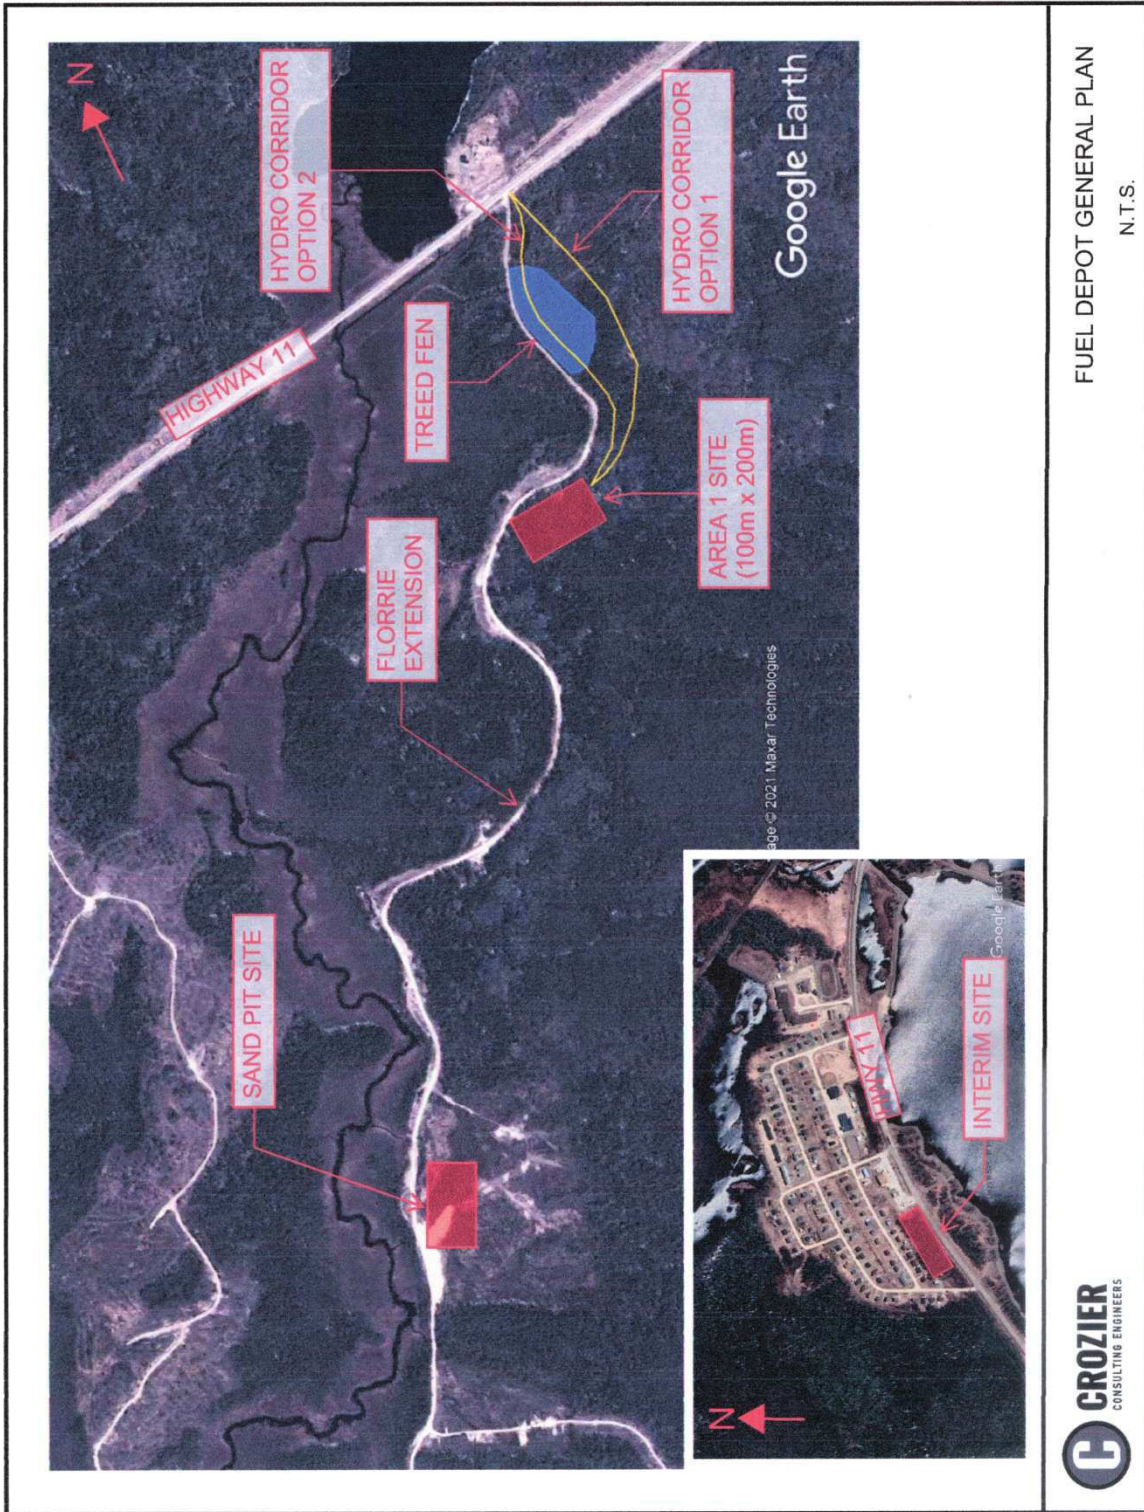 N
HYDRO CORRIDOR
OPTION 2
HIGHWAY 11
TREED FEN
FLORRIE
EXTENSION
SAND PIT SITE
HYDRO CORRIDOR
OPTION 1
AREA 1 SITE
(100m x 200m)
Google Earth
age © 2021 Maxar Technologies
N
HWY 11
INTERIM SITE
Google Earth
C CROZIER
CONSULTING ENGINEERS
FUEL DEPOT GENERAL PLAN
N.T.S.